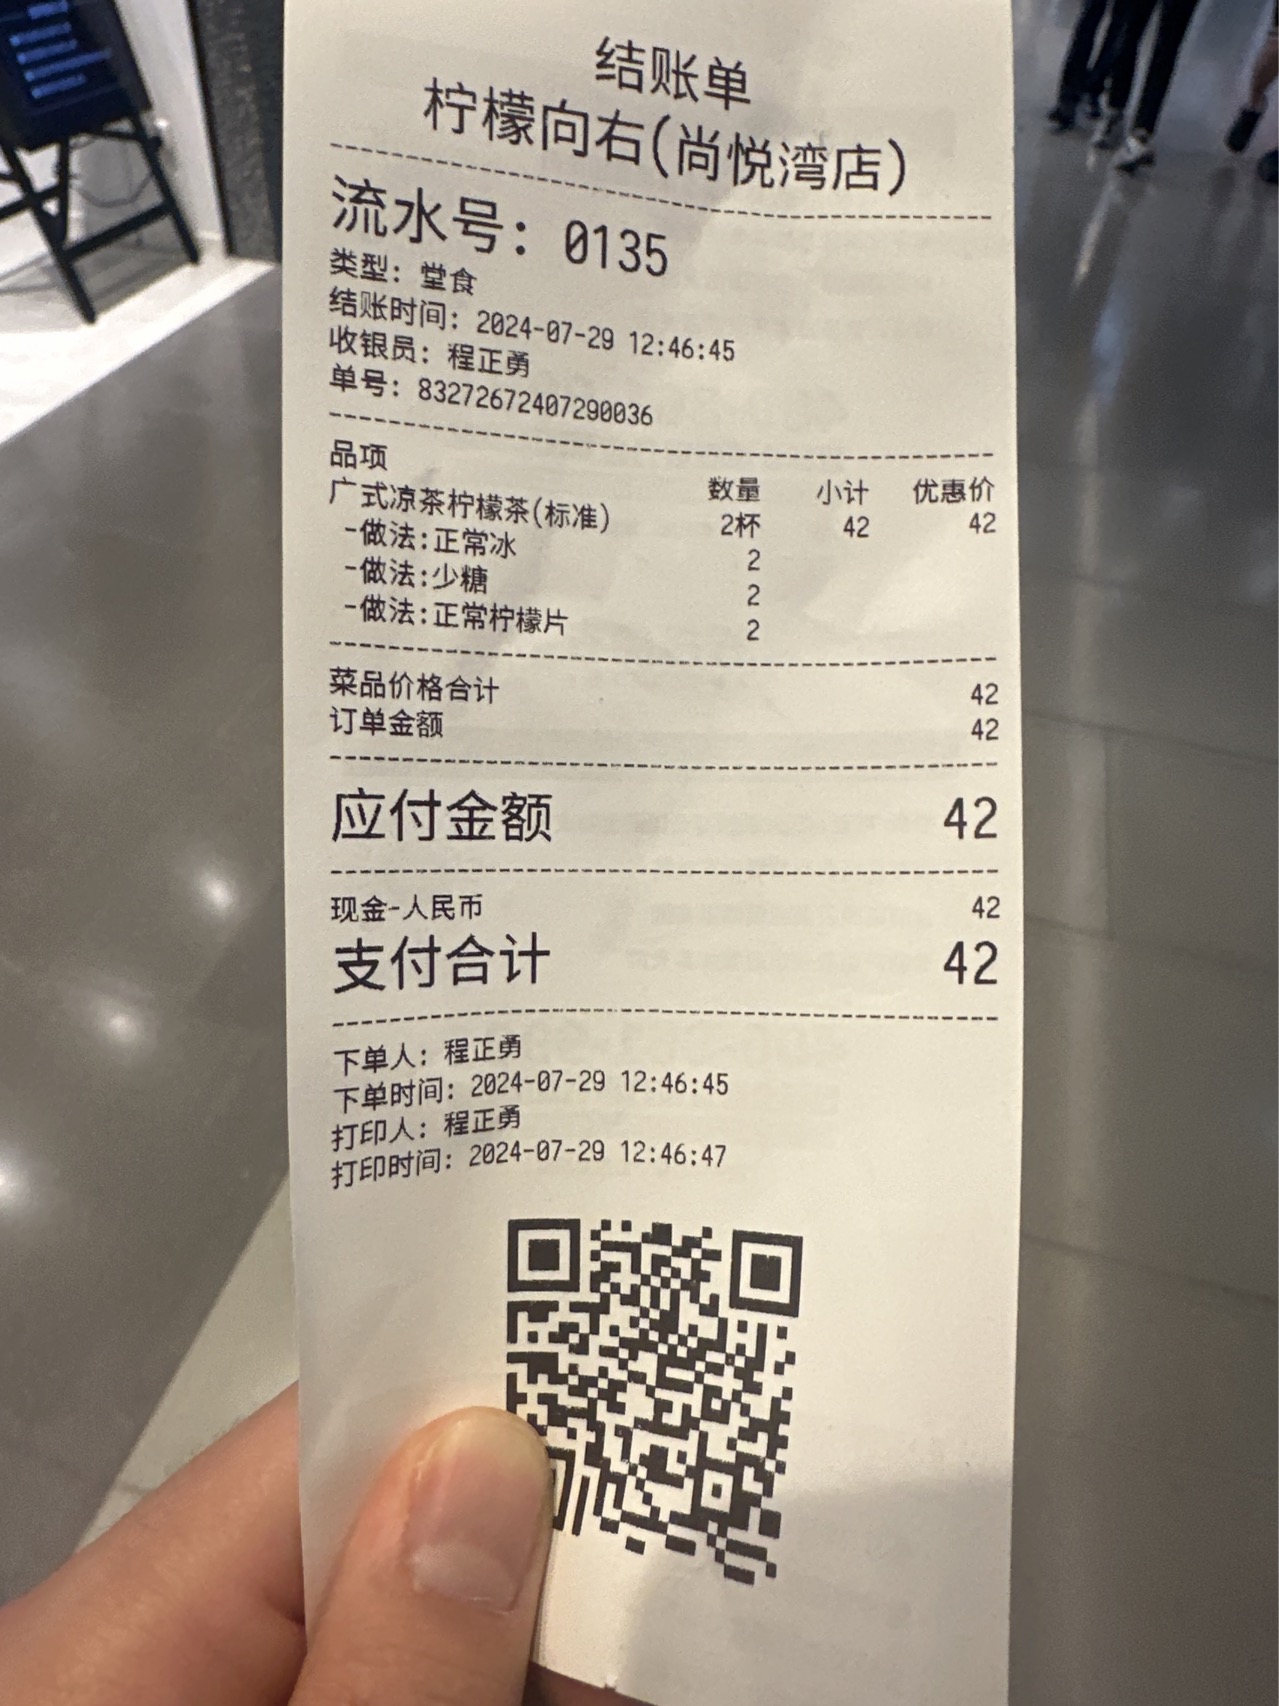 结账单
柠檬向右(尚悦湾店)
流水号：0135
类型：堂食
结账时间：2024-07-29 12:46:45
收银员：程正勇
单号：83272672407290036
品项 数量 小计 优惠价
广式凉茶柠檬茶(标准) 2杯 42 42
-做法:正常冰 2
-做法:少糖 2
-做法:正常柠檬片 2
菜品价格合计 42
订单金额 42
应付金额 42
现金-人民币 42
支付合计 42
下单人：程正勇
下单时间：2024-07-29 12:46:45
打印人：程正勇
打印时间：2024-07-29 12:46:47